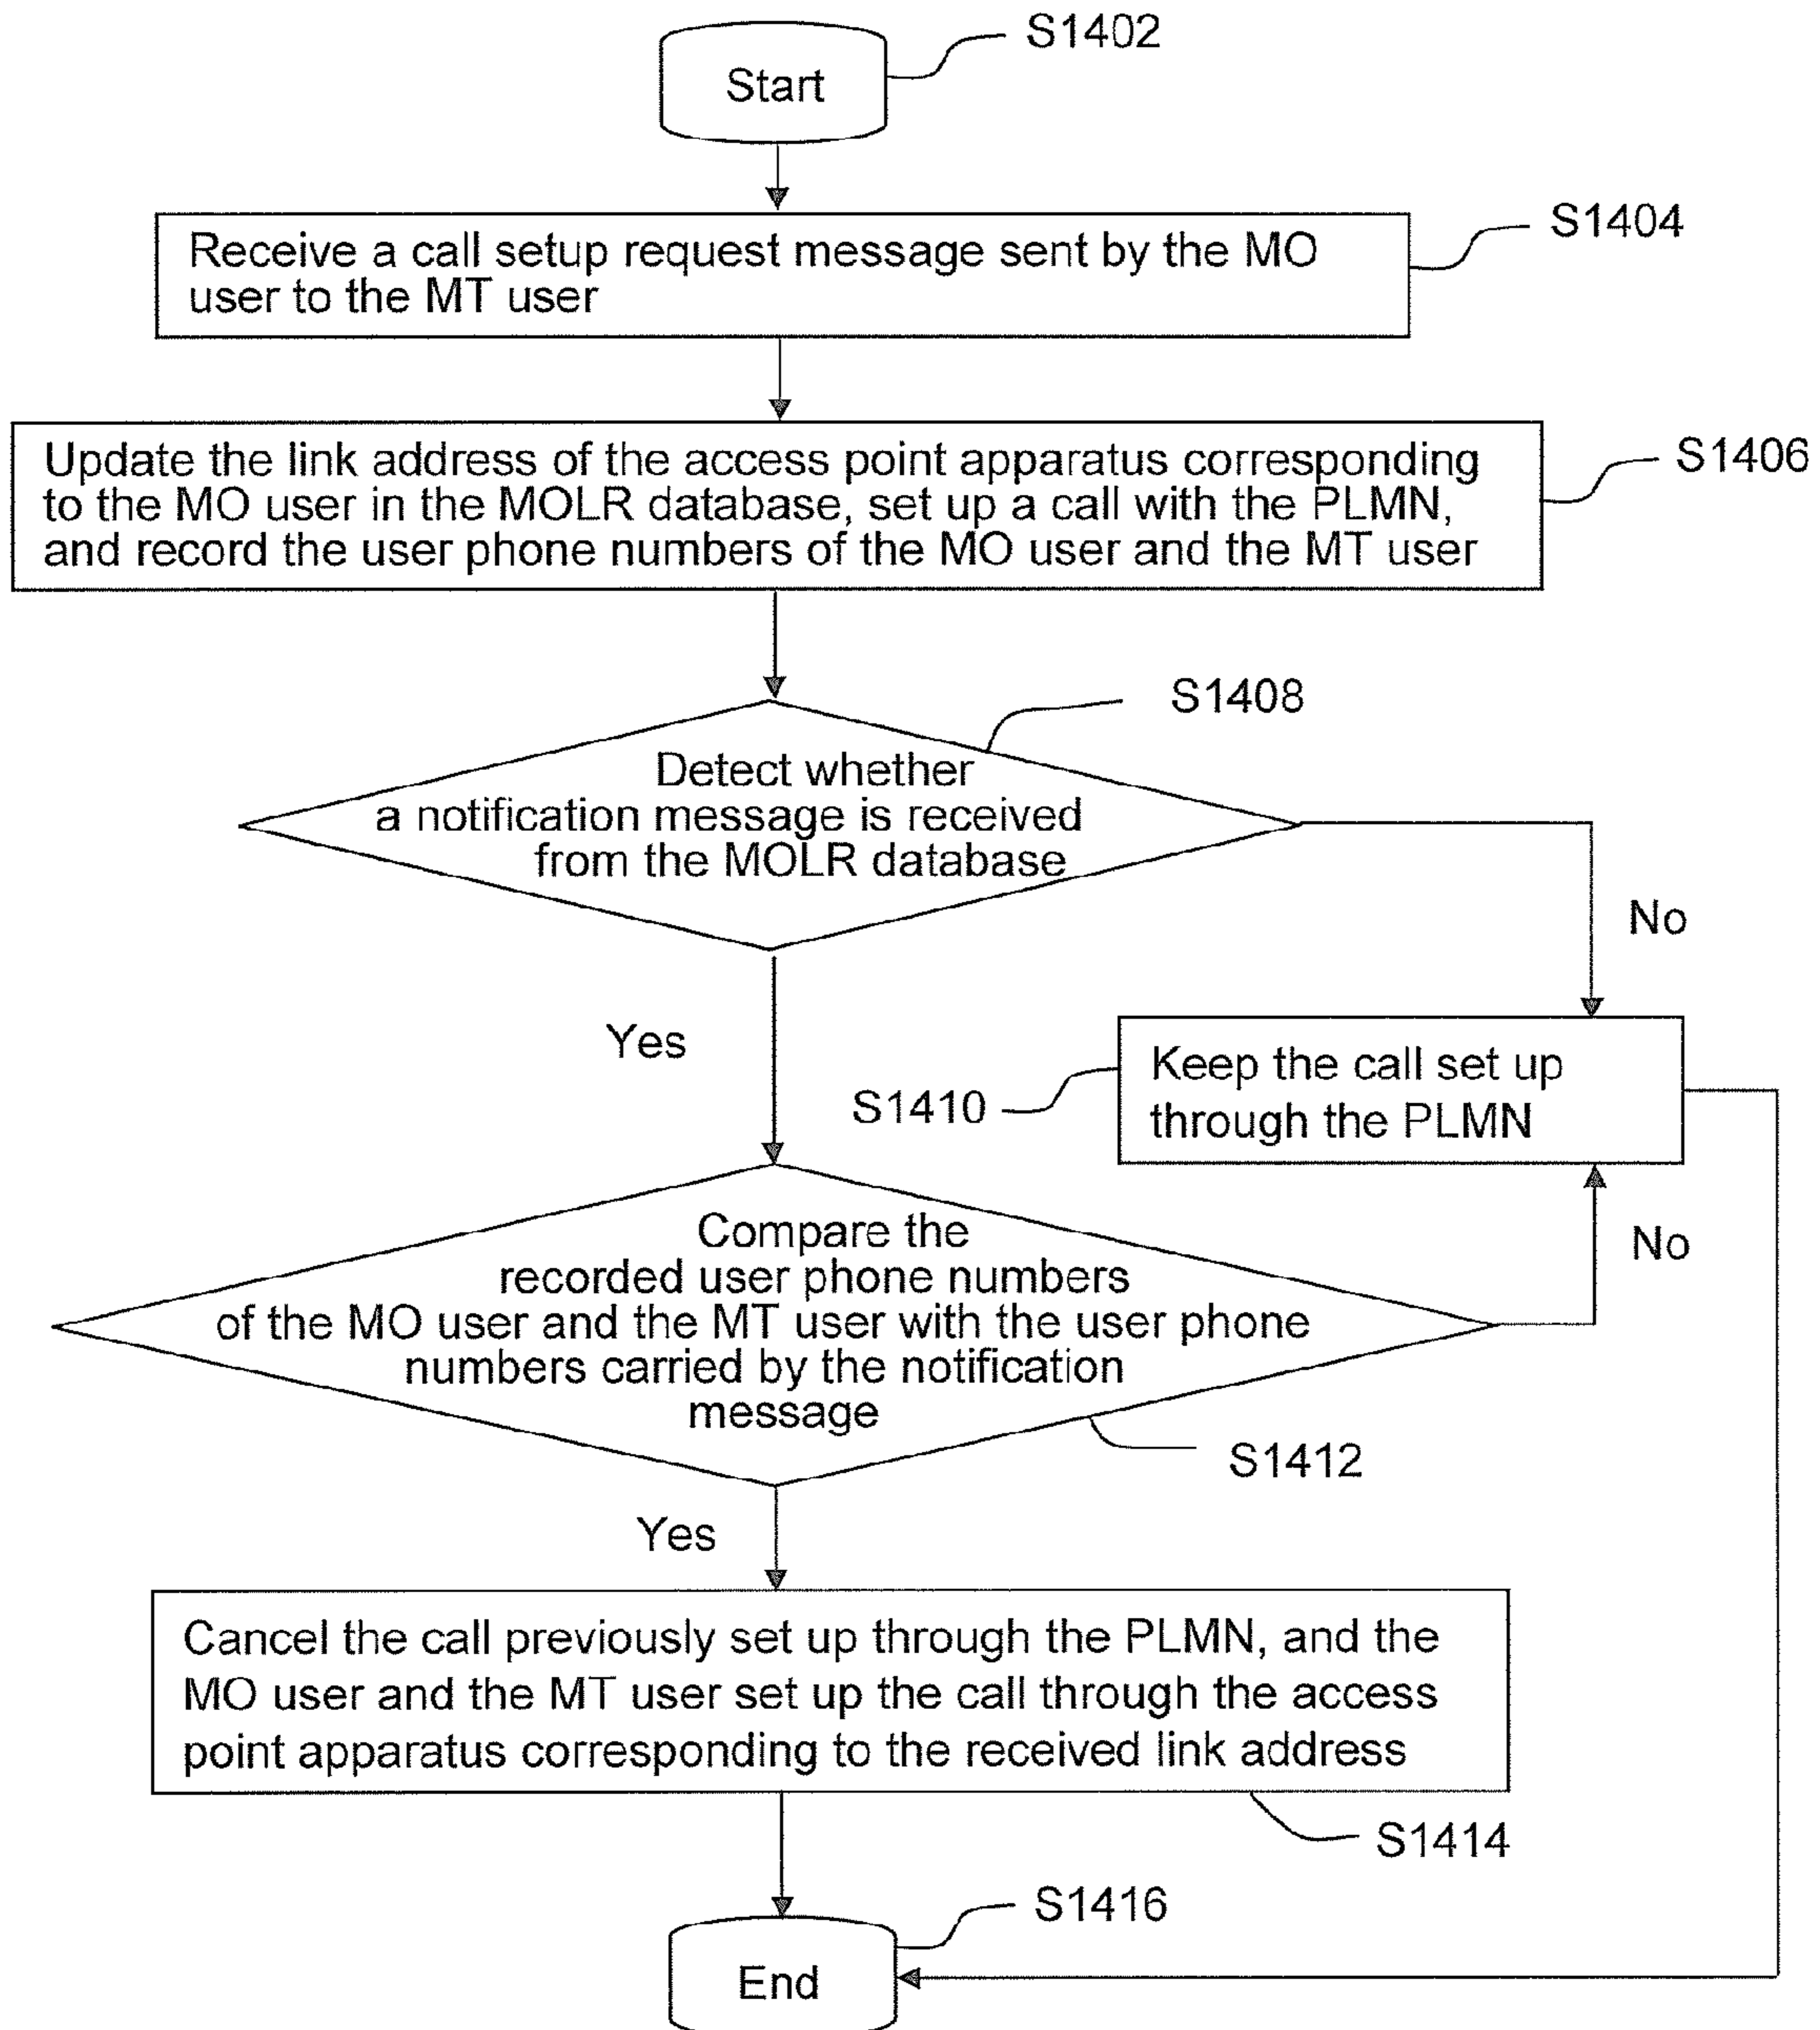 S1402
Start
S1404
Receive a call setup request message sent by the MO
user to the MT user
S1406
Update the link address of the access point apparatus corresponding
to the MO user in the MOLR database, set up a call with the PLMN,
and record the user phone numbers of the MO user and the MT user
S1408
Detect whether
a notification message is received
from the MOLR database
No
Yes
Keep the call set up
through the PLMN
S1410
Compare the
recorded user phone numbers
of the MO user and the MT user with the user phone
numbers carried by the notification
message
No
S1412
Yes
Cancel the call previously set up through the PLMN, and the
MO user and the MT user set up the call through the access
point apparatus corresponding to the received link address
S1414
S1416
End